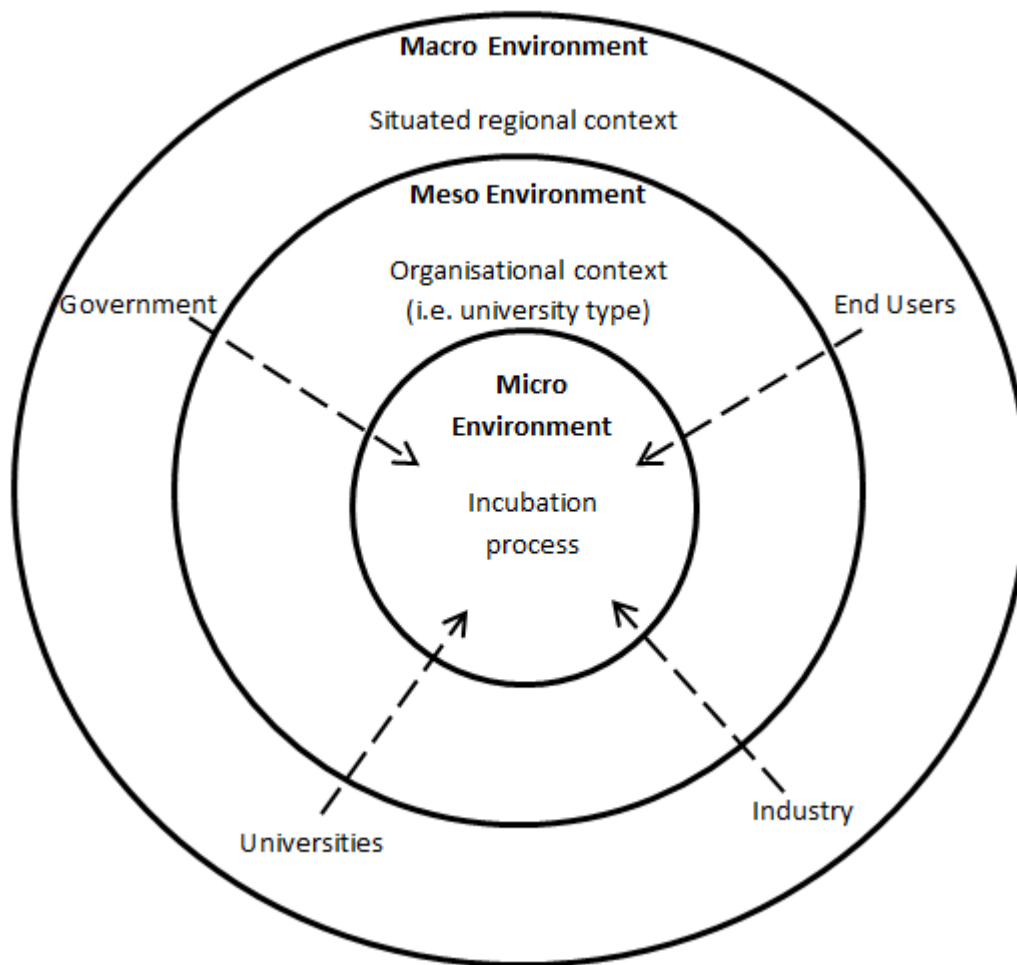 Macro Environment
Situated regional context
Meso Environment
Organisational context
(i.e. university type)
Government
End Users
Micro
Environment
Incubation
process
Universities
Industry